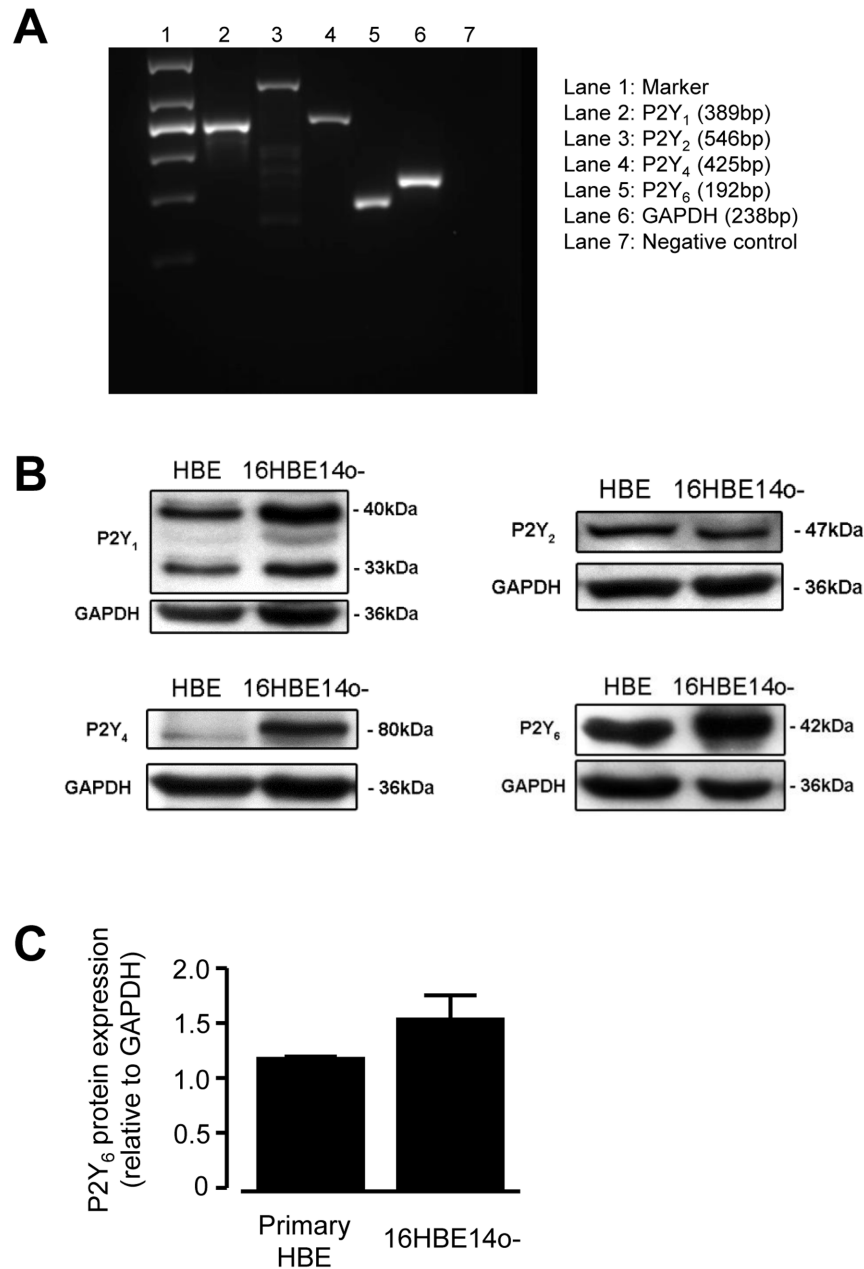 A
1 2 3 4 5 6 7
Lane 1: Marker
Lane 2: P2Y1 (389bp)
Lane 3: P2Y2 (546bp)
Lane 4: P2Y4 (425bp)
Lane 5: P2Y6 (192bp)
Lane 6: GAPDH (238bp)
Lane 7: Negative control
B
HBE 16HBE14o-
P2Y1
- 40kDa
- 33kDa
GAPDH
- 36kDa
HBE 16HBE14o-
P2Y2
- 47kDa
GAPDH
- 36kDa
HBE 16HBE14o-
P2Y4
- 80kDa
GAPDH
- 36kDa
HBE 16HBE14o-
P2Y6
- 42kDa
GAPDH
- 36kDa
C
P2Y6 protein expression
(relative to GAPDH)
2.0
1.5
1.0
0.5
0
Primary
HBE
16HBE14o-